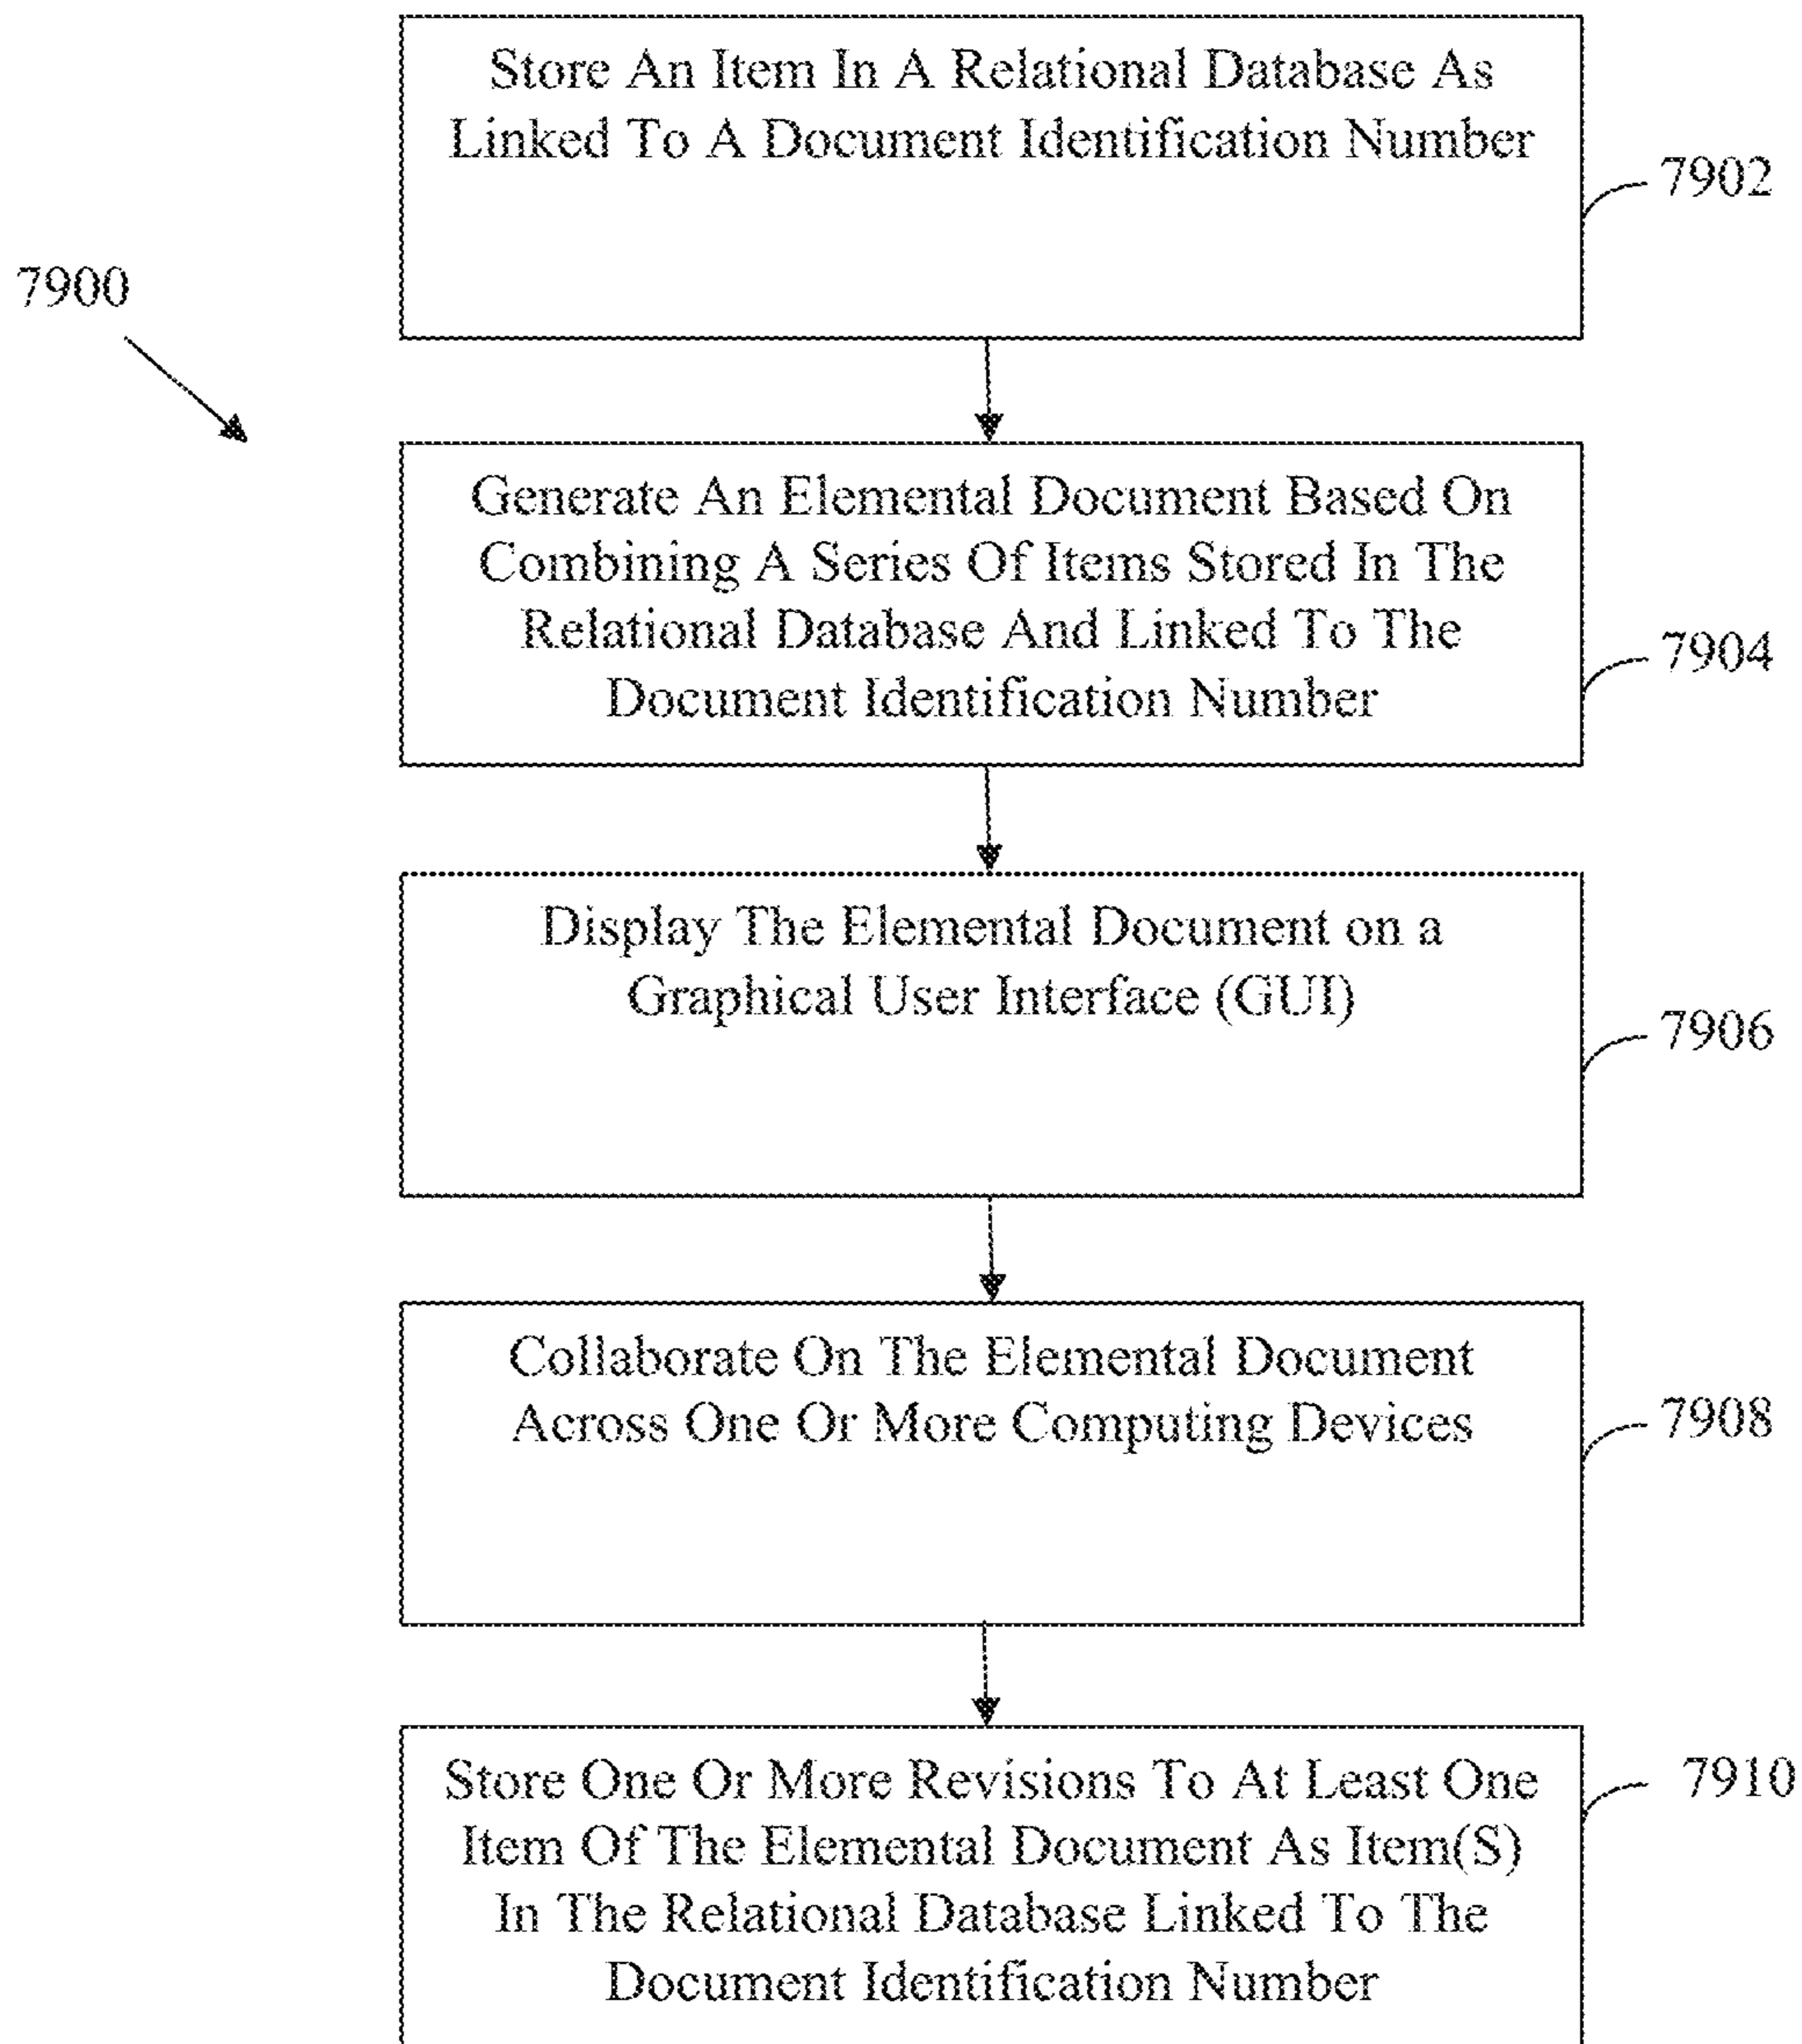 Store An Item In A Relational Database As
Linked To A Document Identification Number
7902
7900
Generate An Elemental Document Based On
Combining A Series Of Items Stored In The
Relational Database And Linked To The
Document Identification Number
7904
Display The Elemental Document on a
Graphical User Interface (GUI)
7906
Collaborate On The Elemental Document
Across One Or More Computing Devices
7908
Store One Or More Revisions To At Least One
Item Of The Elemental Document As Item(S)
In The Relational Database Linked To The
Document Identification Number
7910